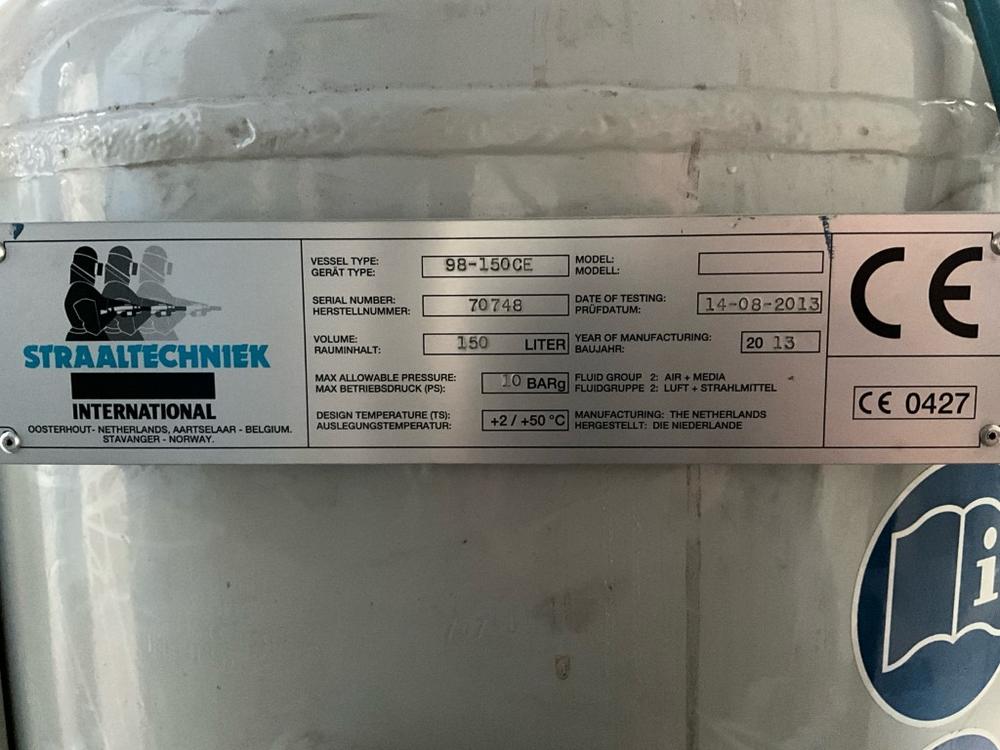 STRAALTECHNIEK
INTERNATIONAL
OOSTERHOUT- NETHERLANDS, AARTSELAAR - BELGIUM.
STAVANGER - NORWAY.
VESSEL TYPE:
GERÄT TYPE:
98-150CE
MODEL:
MODELL:
SERIAL NUMBER:
HERSTELLNUMMER:
70748
DATE OF TESTING:
PRÜFDATUM:
14-08-2013
VOLUME:
RAUMINHALT:
150 LITER
YEAR OF MANUFACTURING:
BAUJAHR:
20 13
MAX ALLOWABLE PRESSURE:
MAX BETRIEBSDRUCK (PS):
10 BARg
FLUID GROUP 2: AIR + MEDIA
FLUIDGRUPPE 2: LUFT + STRAHLMITTEL
DESIGN TEMPERATURE (TS):
AUSLEGUNGSTEMPERATUR:
+2 / +50 °C
MANUFACTURING: THE NETHERLANDS
HERGESTELLT: DIE NIEDERLANDE
CE
CE 0427
i